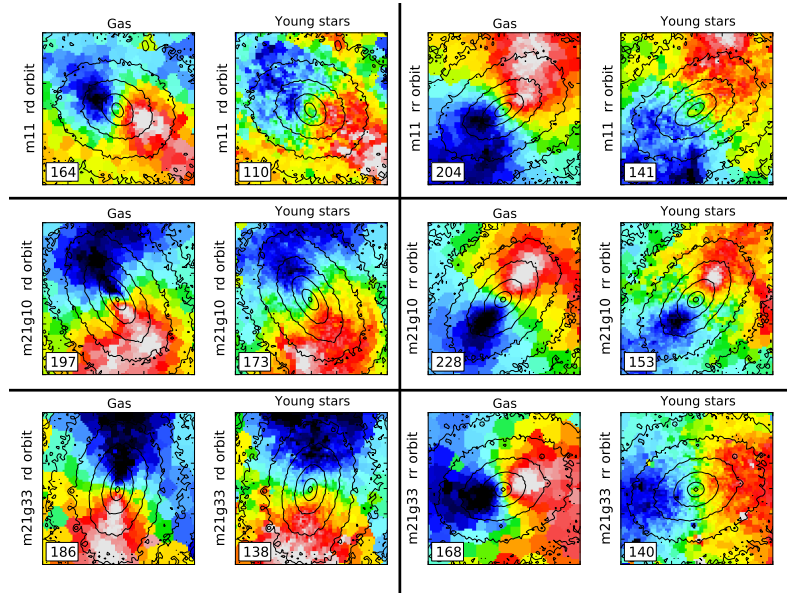 Gas Young stars Gas Young stars
m11 rd orbit m11 rd orbit m11 rr orbit m11 rr orbit
164 110 204 141
Gas Young stars Gas Young stars
m21g10 rd orbit m21g10 rd orbit m21g10 rr orbit m21g10 rr orbit
197 173 228 153
Gas Young stars Gas Young stars
m21g33 rd orbit m21g33 rd orbit m21g33 rr orbit m21g33 rr orbit
186 138 168 140